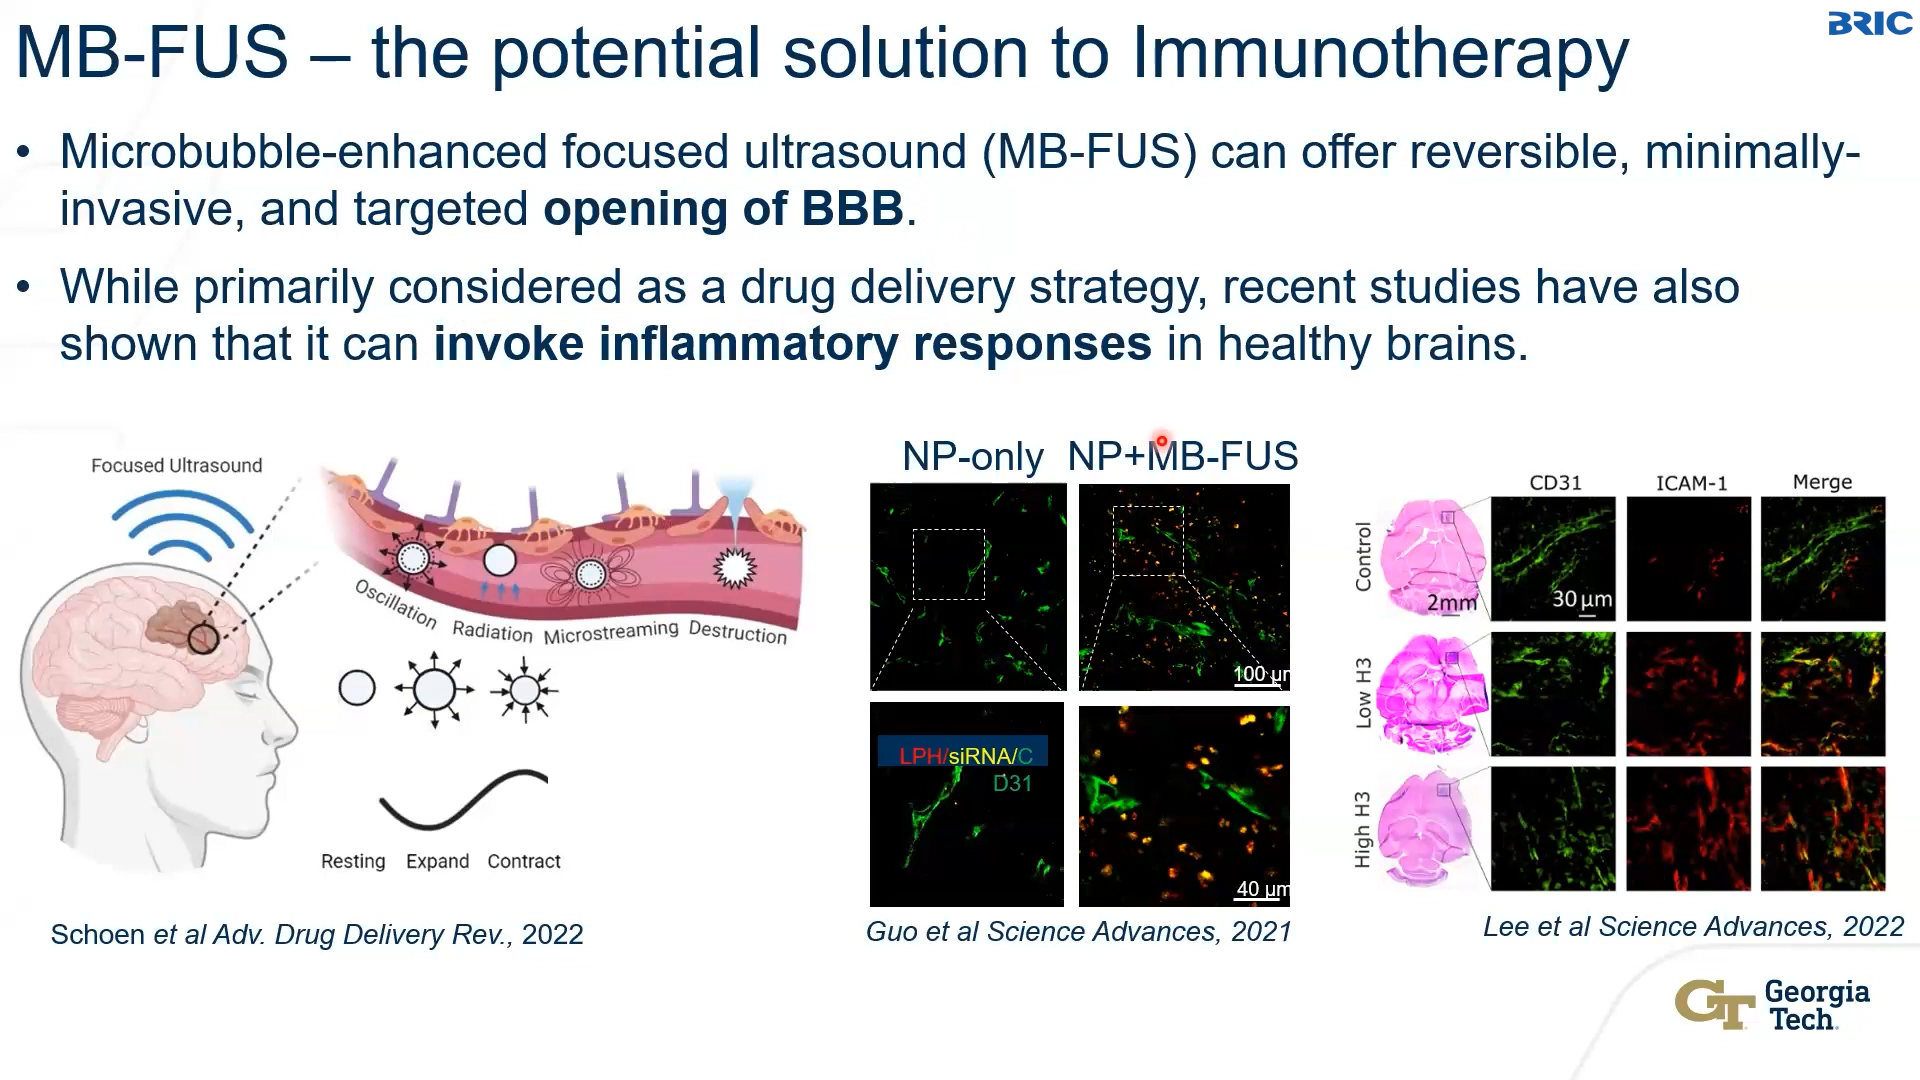 BRIC
MB-FUS – the potential solution to Immunotherapy
• Microbubble-enhanced focused ultrasound (MB-FUS) can offer reversible, minimally-
invasive, and targeted opening of BBB.
• While primarily considered as a drug delivery strategy, recent studies have also
shown that it can invoke inflammatory responses in healthy brains.
Focused Ultrasound
Oscillation
Radiation
Microstreaming
Destruction
Resting Expand Contract
Schoen et al Adv. Drug Delivery Rev., 2022
NP-only NP+MB-FUS
100 μm
LPH/siRNA/C
D31
40 μm
Guo et al Science Advances, 2021
CD31 ICAM-1 Merge
Control
2mm
30 μm
Low H3
High H3
Lee et al Science Advances, 2022
GT
Georgia
Tech.